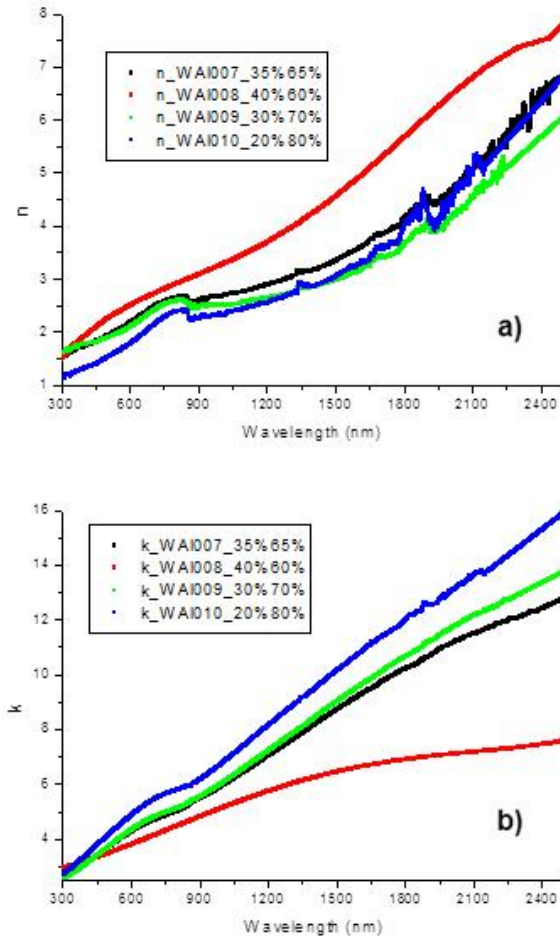 8
7
6
5
4
3
2
1
n
n_WAl007_35%65%
n_WAl008_40%60%
n_WAl009_30%70%
n_WAl010_20%80%
a)
300 600 900 1200 1500 1800 2100 2400
Wavelength (nm)
16
14
12
10
8
6
4
k
k_WAl007_35%65%
k_WAl008_40%60%
k_WAl009_30%70%
k_WAl010_20%80%
b)
300 600 900 1200 1500 1800 2100 2400
Wavelength (nm)